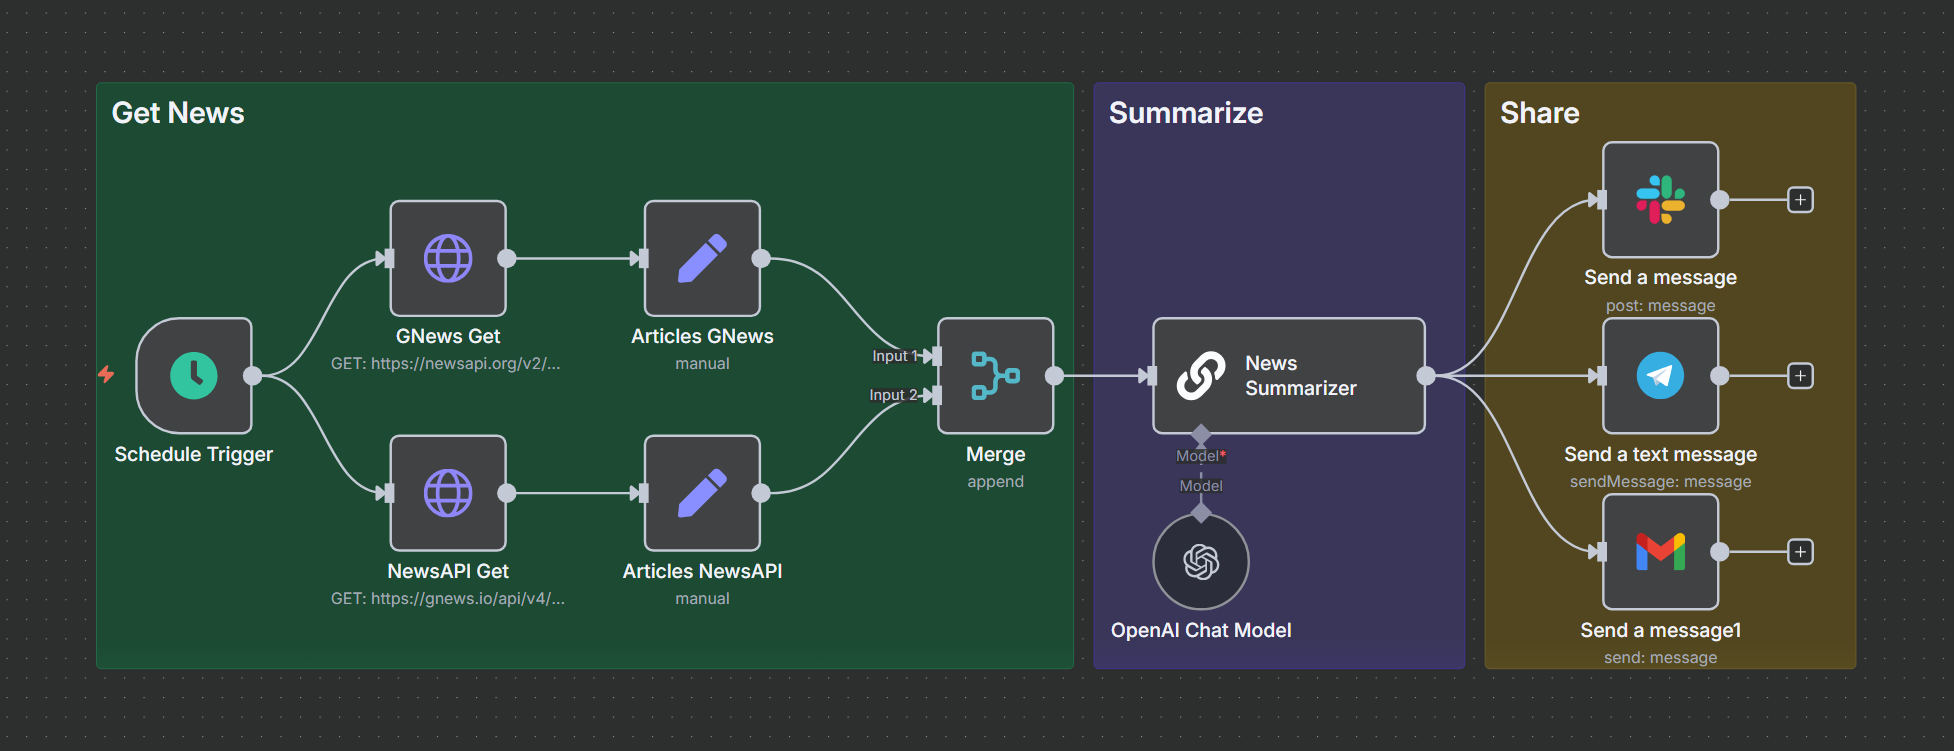 Get News
Schedule Trigger
GNews Get
GET: https://newsapi.org/v2/...
Articles GNews
manual
NewsAPI Get
GET: https://gnews.io/api/v4/...
Articles NewsAPI
manual
Input 1
Input 2
Merge
append
Summarize
News
Summarizer
Model*
Model
OpenAI Chat Model
Share
Send a message
post: message
Send a text message
sendMessage: message
Send a message1
send: message